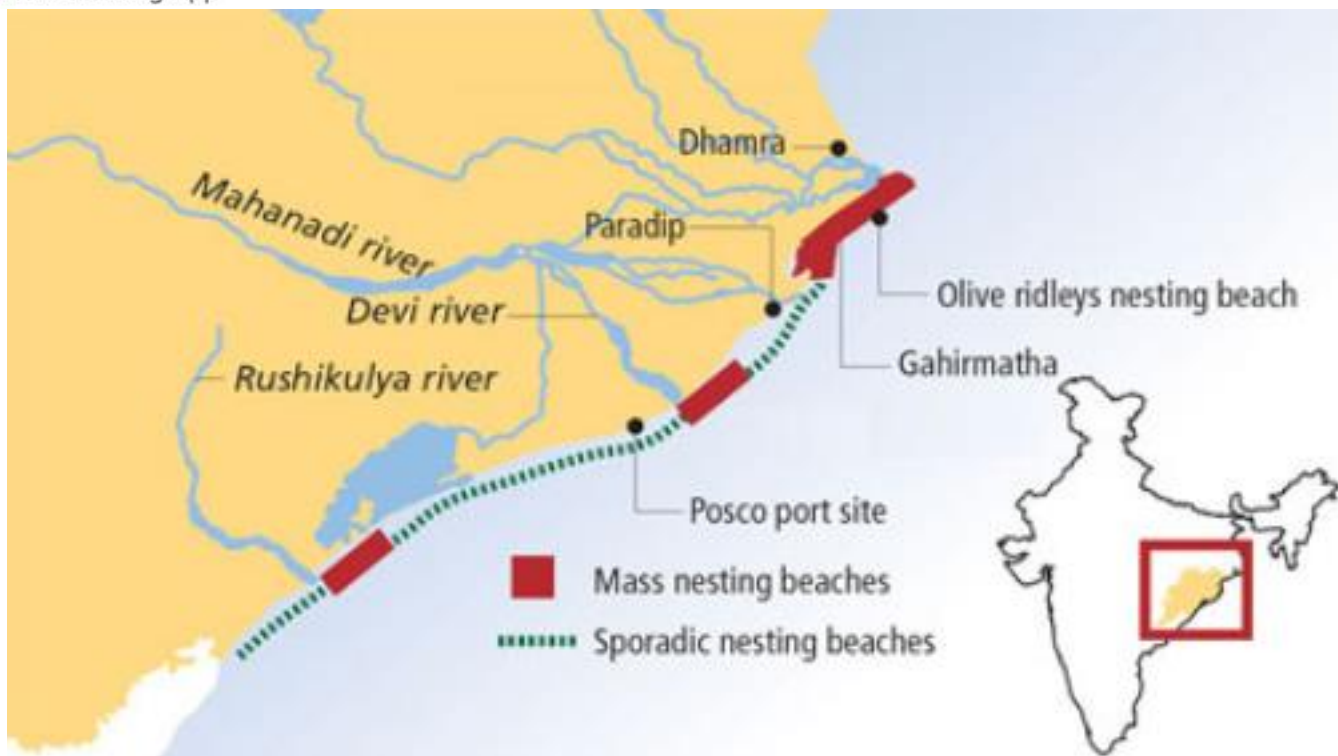 Dhamra
Mahanadi river
Paradip
Devi river
Olive ridleys nesting beach
Gahirmatha
Rushikulya river
Posco port site
Mass nesting beaches
Sporadic nesting beaches